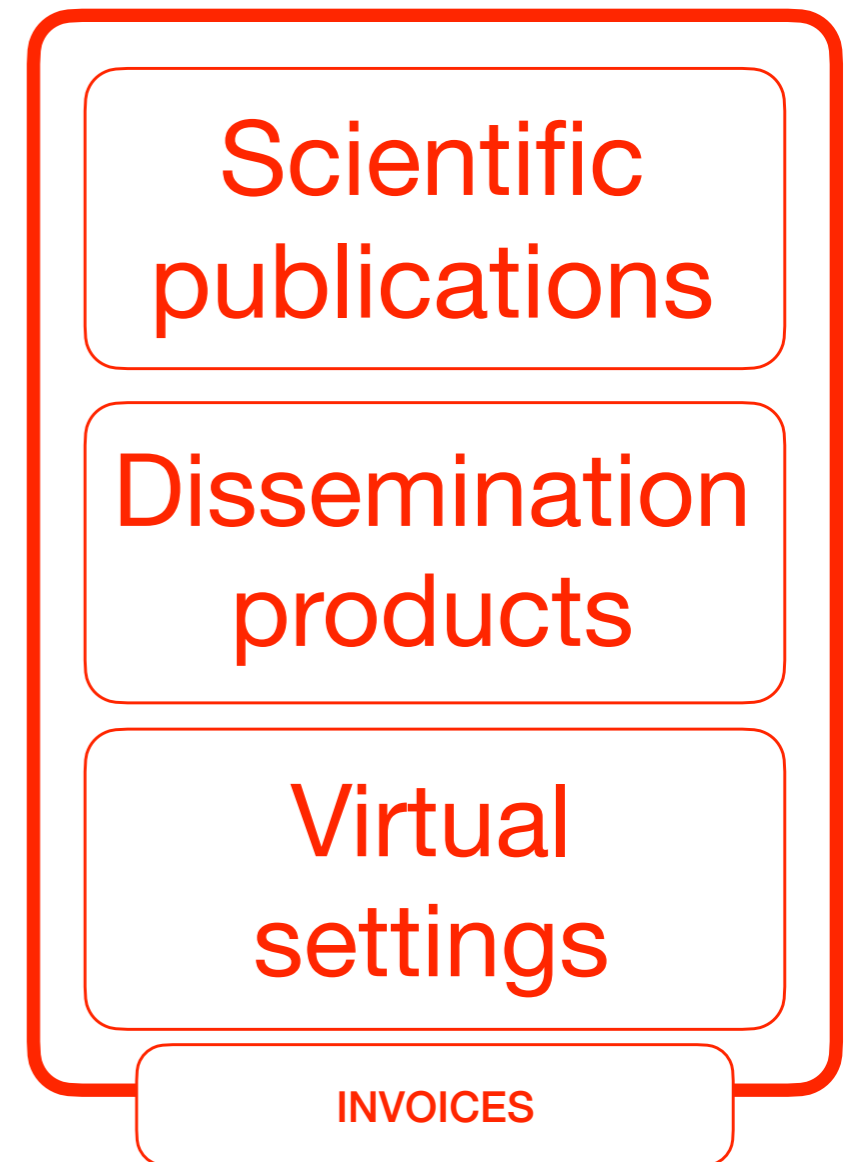 Scientific
publications
Dissemination
products
Virtual
settings
INVOICES